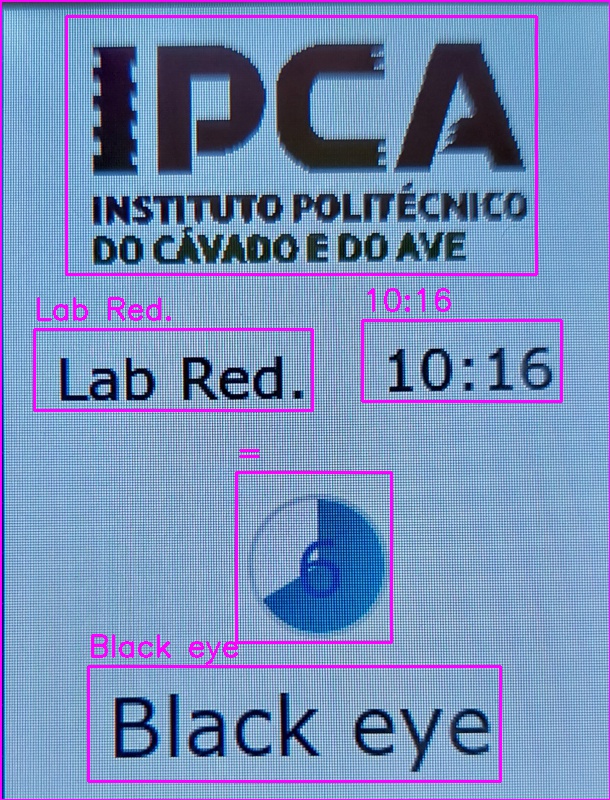 IPCA
INSTITUTO POLITÉCNICO
DO CÁVADO E DO AVE
Lab Red.
10:16
Lab Red.
10:16
=
6
Black eye
Black eye